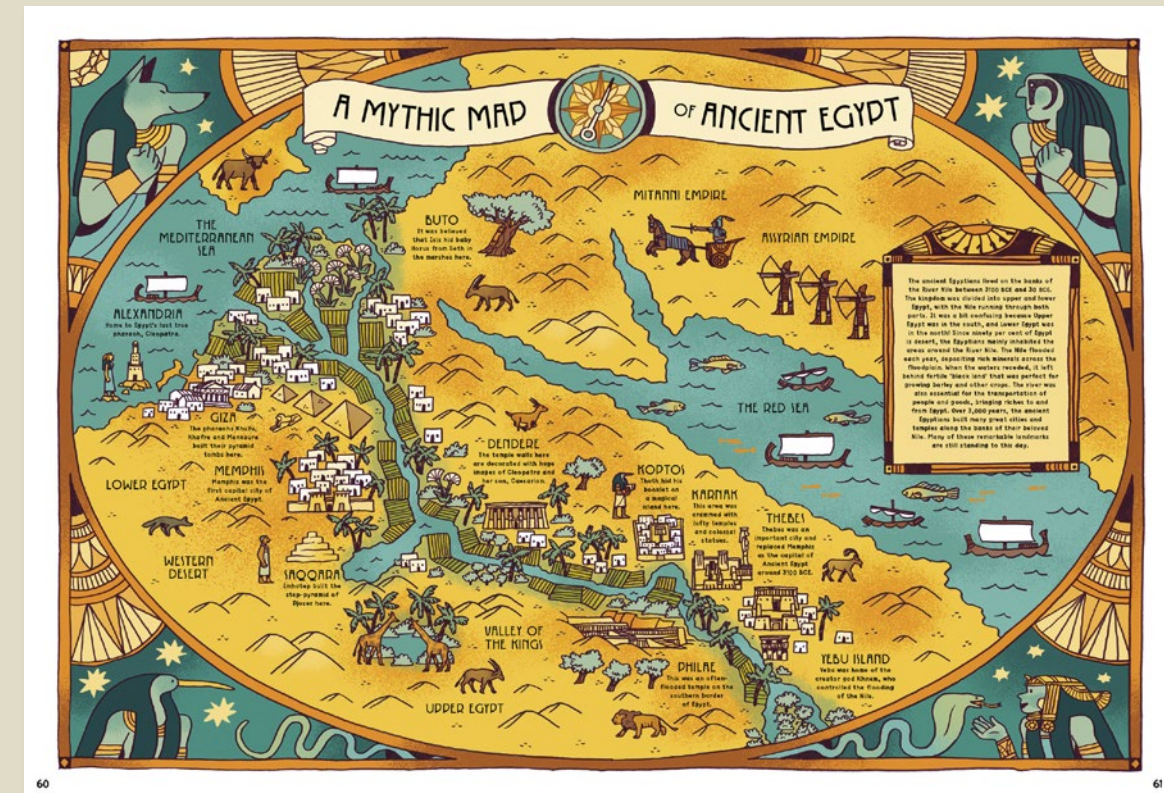 A MYTHIC MAP
OF ANCIENT EGYPT
THE
MEDITERRANEAN
SEA
BUTO
It was believed
that Isis hid baby
Horus from Seth in
the marshes here.
MITANNI EMPIRE
ASSYRIAN EMPIRE
ALEXANDRIA
Home to Egypt's last true
pharaoh, Cleopatra.
The ancient Egyptians lived on the banks of
the River Nile between 3100 BCE and 30 BCE.
The kingdom was divided into upper and lower
Egypt, with the Nile running through both
parts. It was a bit confusing because Upper
Egypt was in the south, and Lower Egypt was
in the north! Since ninety per cent of Egypt
is desert, the Egyptians mainly inhabited the
areas around the River Nile. The Nile flooded
each year, depositing rich minerals across the
floodplain. When the waters receded, it left
behind fertile 'black land' that was perfect for
growing barley and other crops. The river was
also essential for the transportation of
people and goods, bringing riches to and
from Egypt. Over 3,000 years, the ancient
Egyptians built many great cities and
temples along the banks of their beloved
Nile. Many of these remarkable landmarks
are still standing to this day.
THE RED SEA
GIZA
The pharaohs Khufu,
Khafre and Menkaure
built their pyramid
tombs here.
MEMPHIS
Memphis was the
first capital city of
Ancient Egypt.
LOWER EGYPT
DENDERE
The temple walls here
are decorated with huge
images of Cleopatra and
her son, Caesarion.
KOPTOS
Thoth hid his
booklet on
a magical
island here.
KARNAK
This area was
crammed with
lofty temples
and colossal
statues.
THEBES
Thebes was an
important city and
replaced Memphis
as the capital of
Ancient Egypt
around 3100 BCE.
WESTERN
DESERT
SAQQARA
Imhotep built the
step-pyramid of
Djoser here.
VALLEY OF
THE KINGS
PHILAE
This was an often-
flooded temple on the
southern border
of Egypt.
YEBU ISLAND
Yebu was home of the
creator god Khnum, who
controlled the flooding
of the Nile.
UPPER EGYPT
60
61